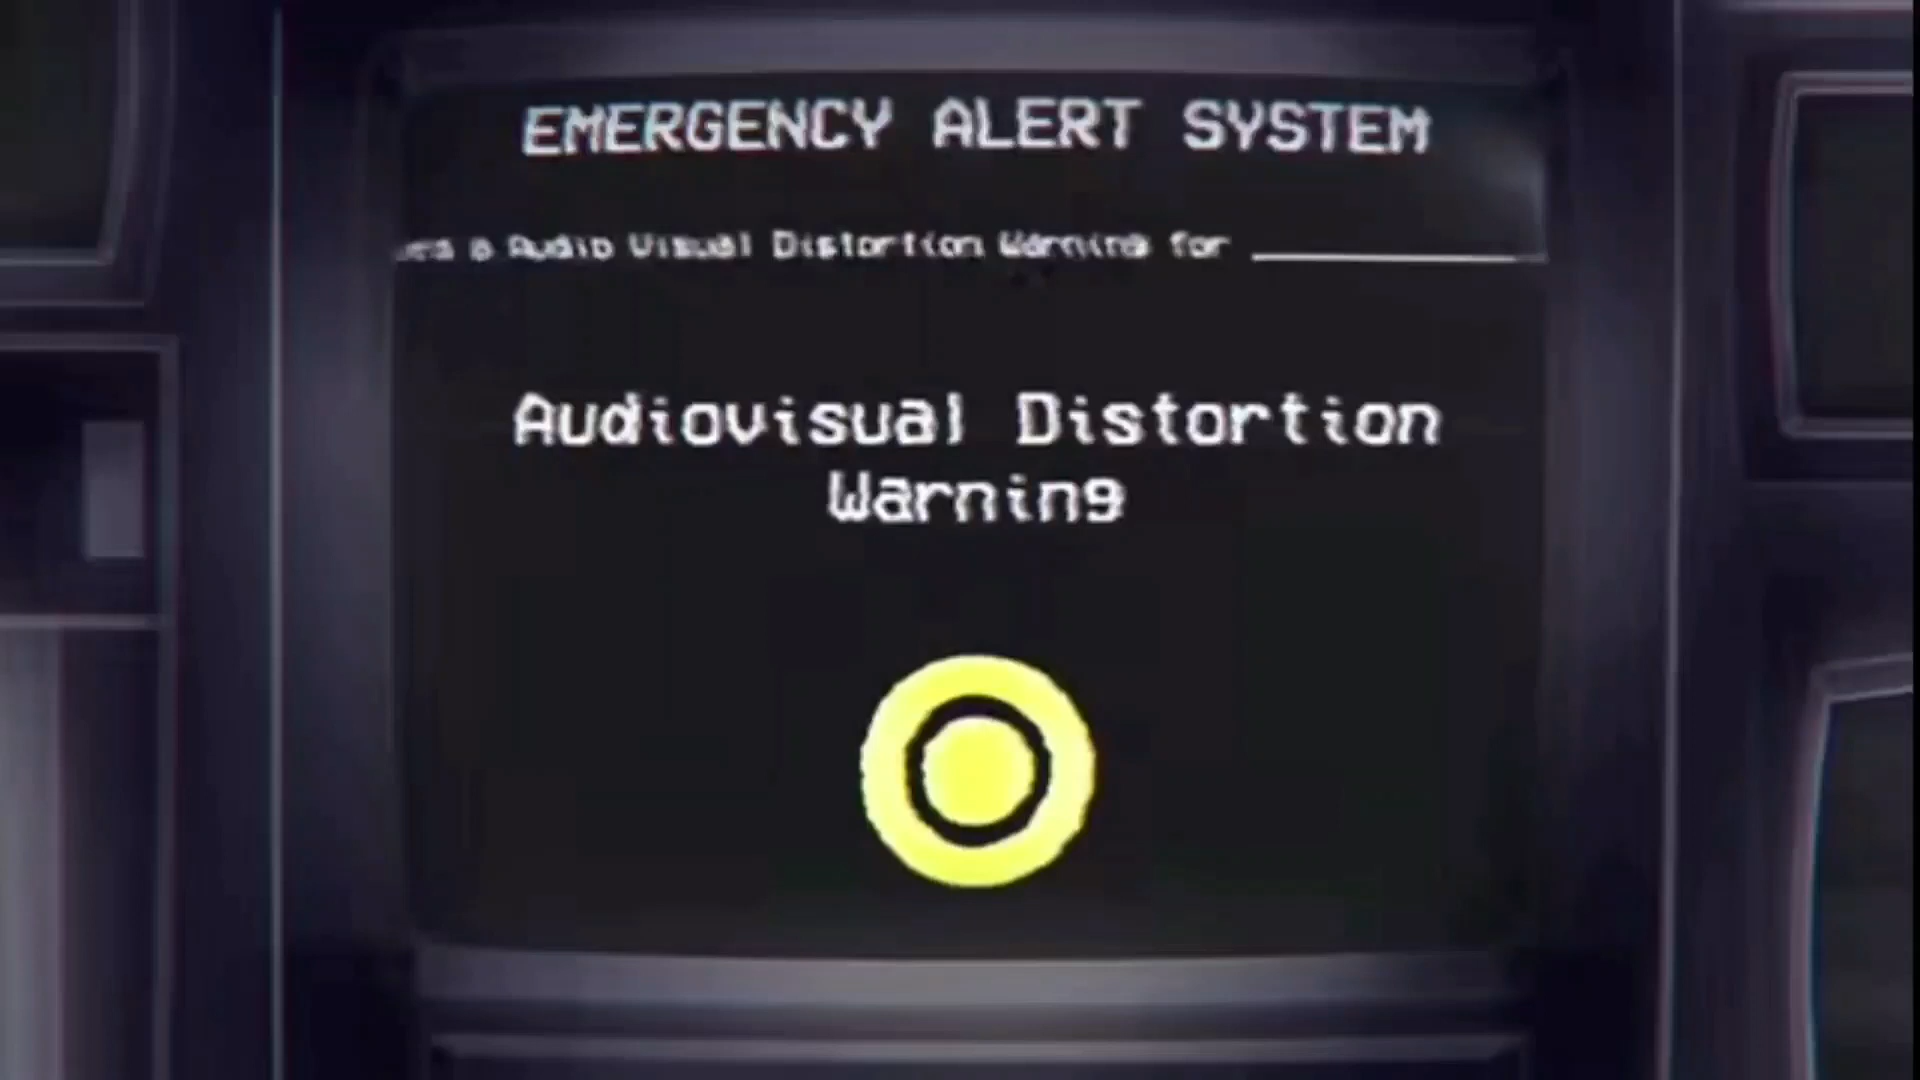 EMERGENCY ALERT SYSTEM
a Audio Visual Distortion Warning for
Audiovisual Distortion
Warning